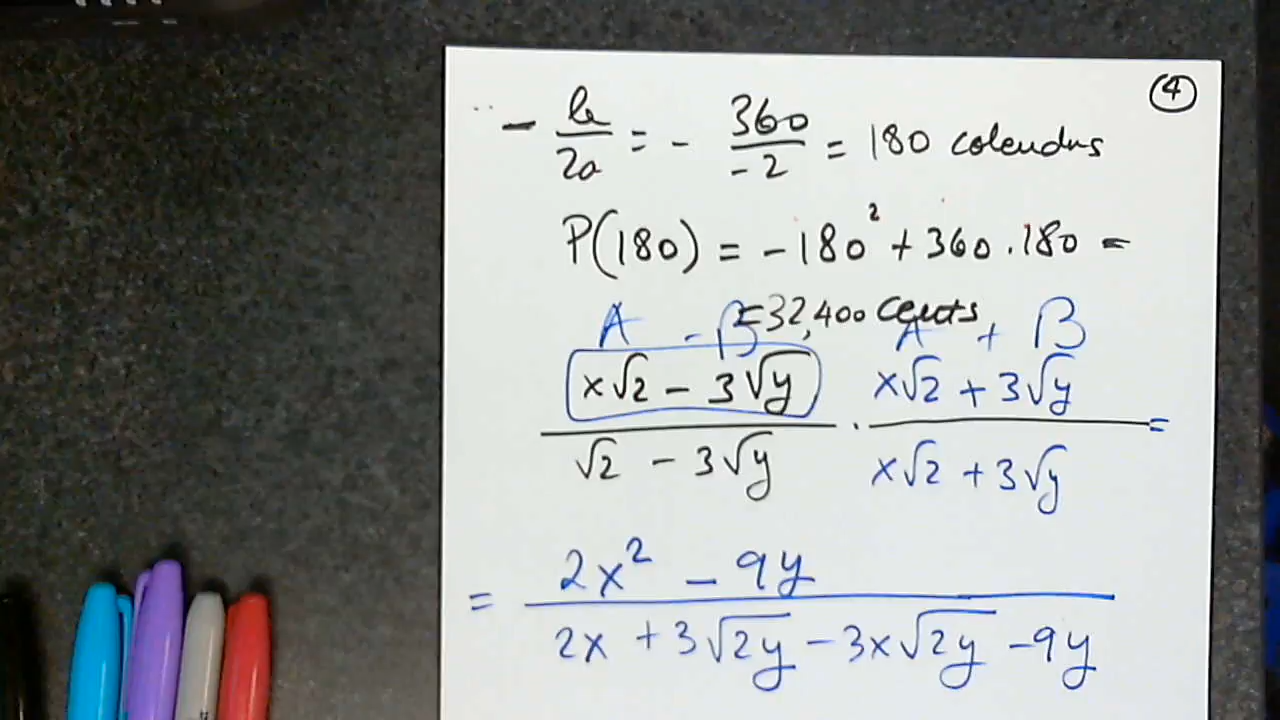 ④
- b/2a = - 360/-2 = 180 calendars
P(180) = -180² + 360 . 180 =
= 32,400 cents
A - B A + B
x√2 - 3√y / √2 - 3√y . x√2 + 3√y / x√2 + 3√y =
= 2x² - 9y / 2x + 3√2y - 3x√2y - 9y